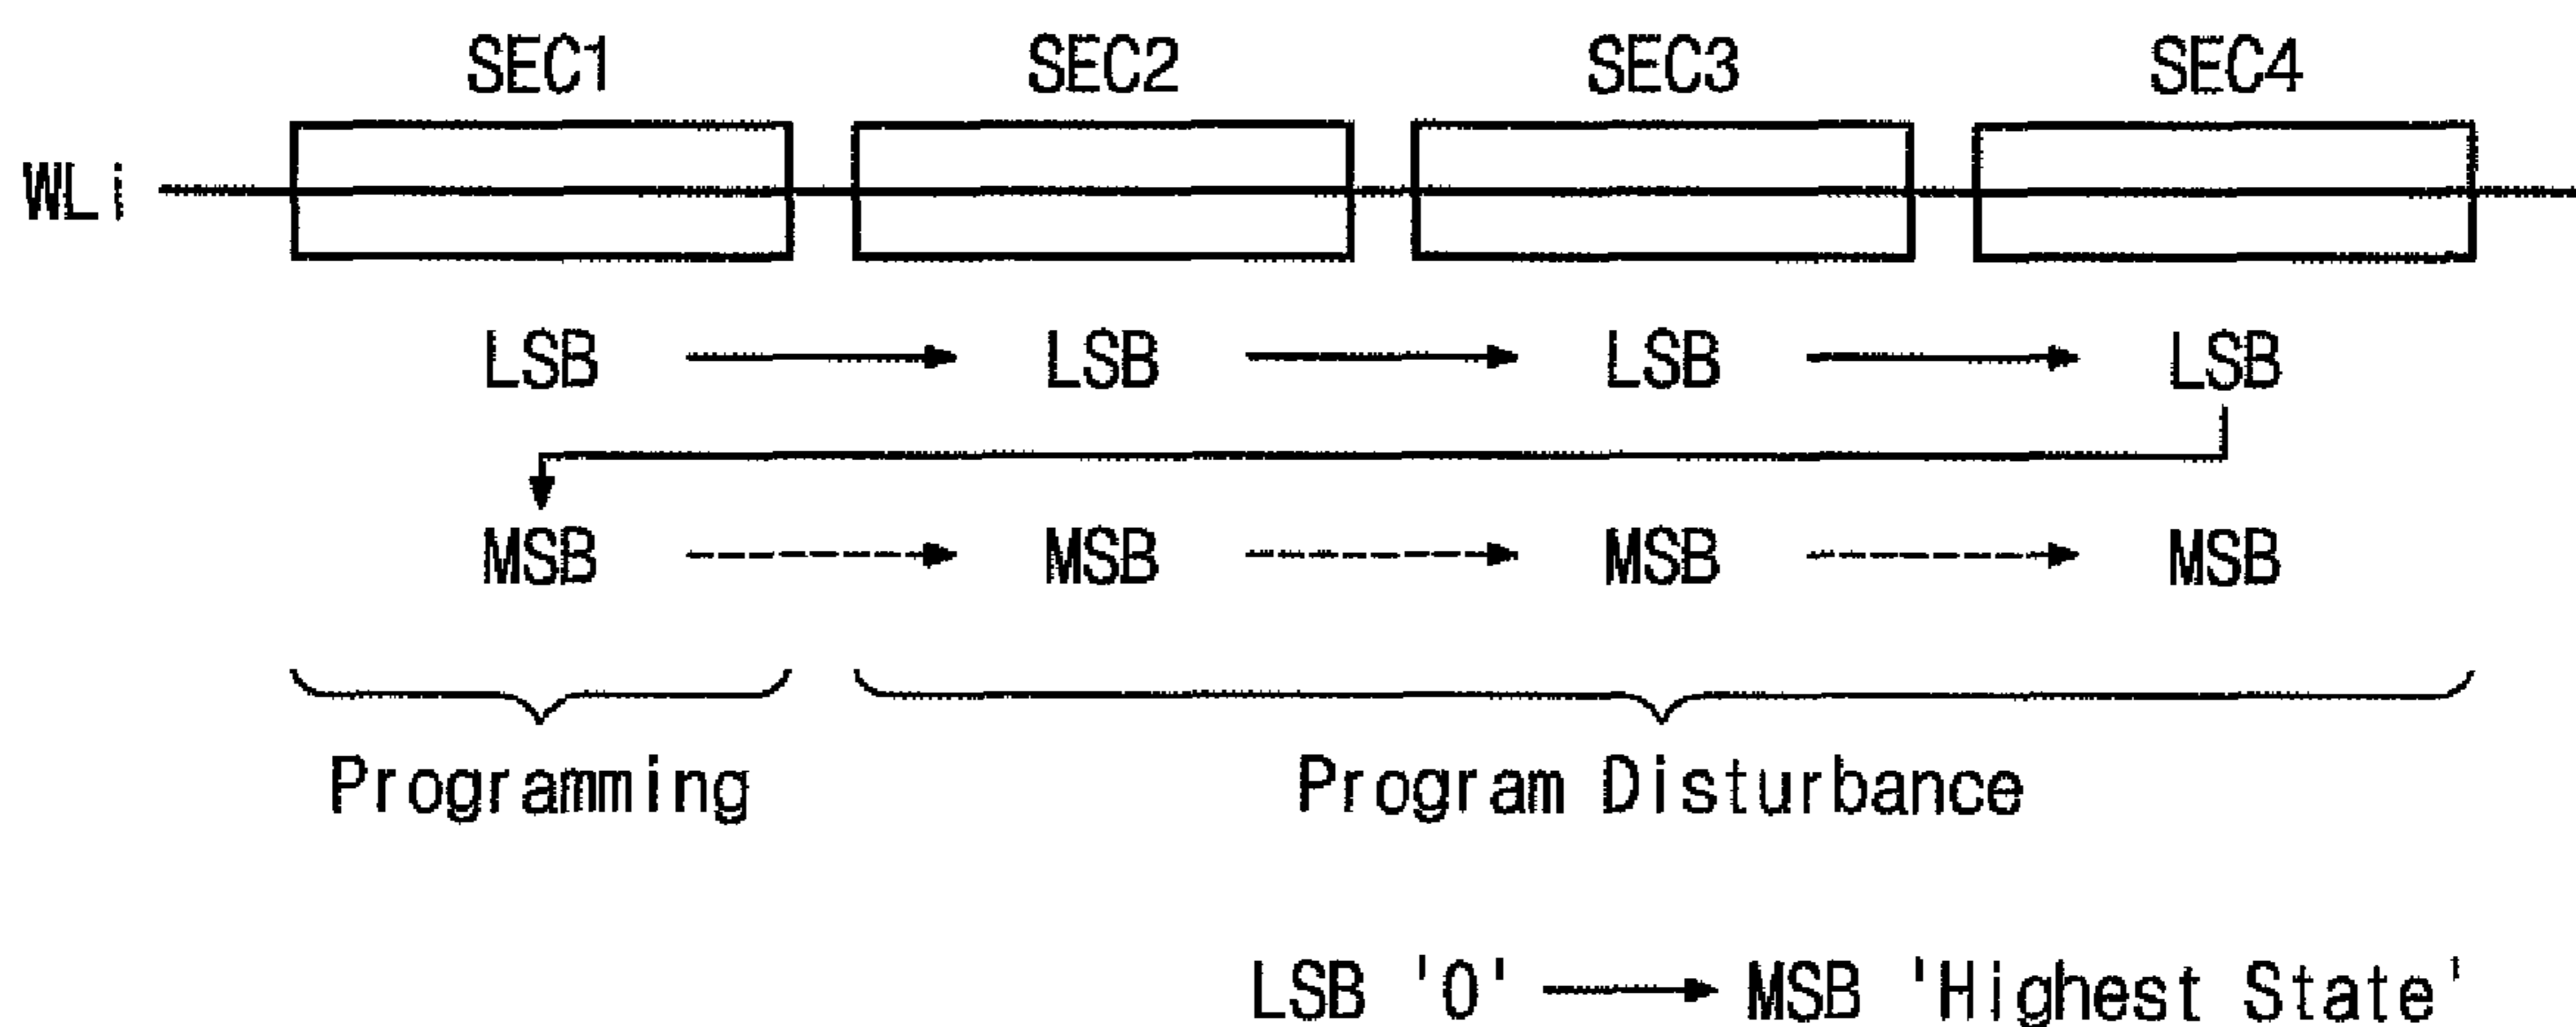 SEC1 SEC2 SEC3 SEC4
WLi
LSB LSB LSB LSB
MSB MSB MSB MSB
Programming Program Disturbance
LSB '0' MSB 'Highest State'